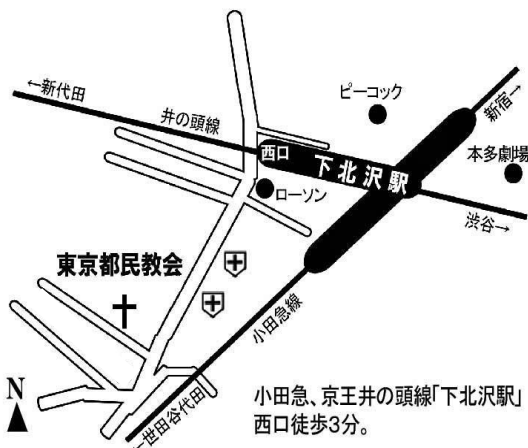 ←新代田
井の頭線
ピーコック
新宿→
西口
下北沢駅
本多劇場
ローソン
渋谷→
東京都民教会
小田急線
←世田谷代田
N
小田急、京王井の頭線「下北沢駅」
西口徒歩3分。